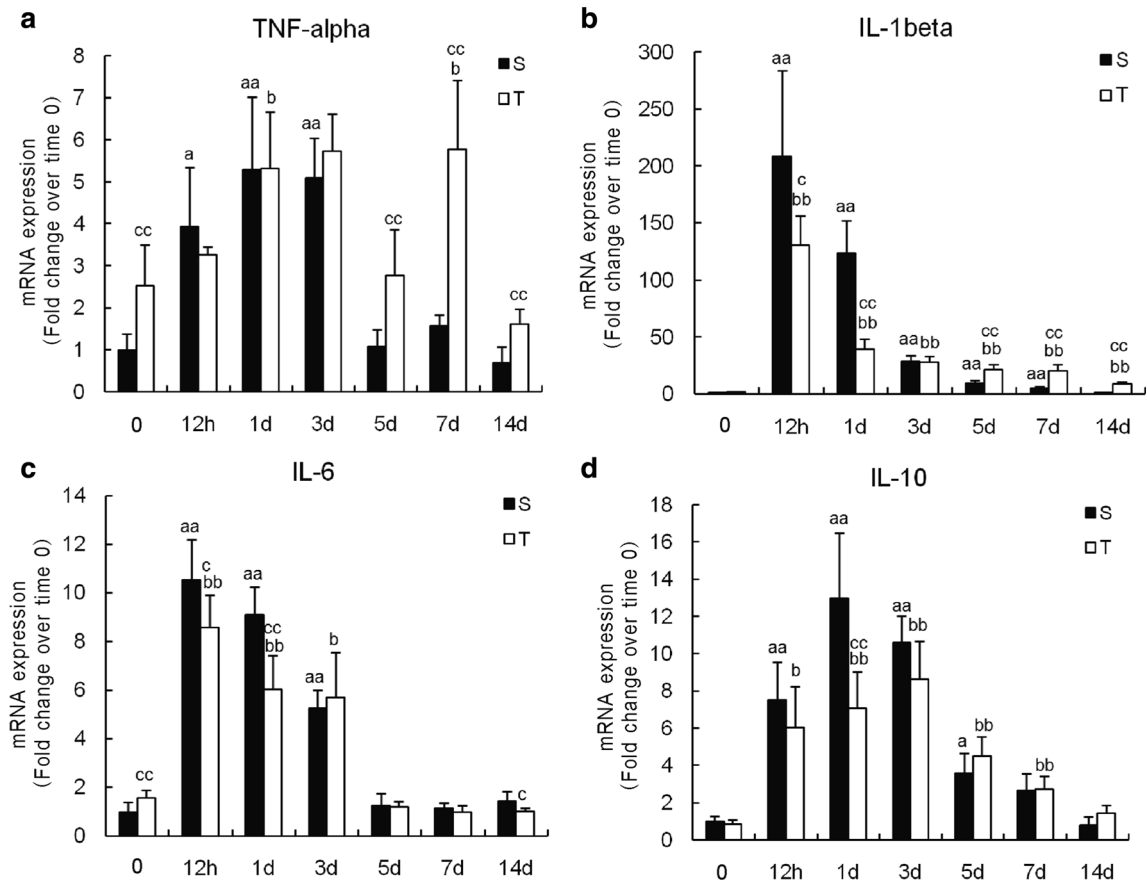 a
TNF-alpha
mRNA expression
(Fold change over time 0)
8
7
6
5
4
3
2
1
0
S
T
cc
a
aa
b
aa
cc
cc
b
cc
0 12h 1d 3d 5d 7d 14d
b
IL-1beta
mRNA expression
(Fold change over time 0)
300
250
200
150
100
50
0
S
T
aa
c
bb
aa
cc
bb
aa bb
aa
cc
bb
aa
cc
bb
cc
bb
0 12h 1d 3d 5d 7d 14d
c
IL-6
mRNA expression
(Fold change over time 0)
14
12
10
8
6
4
2
0
S
T
cc
aa
c
bb
aa
cc
bb
aa
b
c
0 12h 1d 3d 5d 7d 14d
d
IL-10
mRNA expression
(Fold change over time 0)
18
16
14
12
10
8
6
4
2
0
S
T
aa
b
aa
cc
bb
aa
bb
a
bb
bb
0 12h 1d 3d 5d 7d 14d